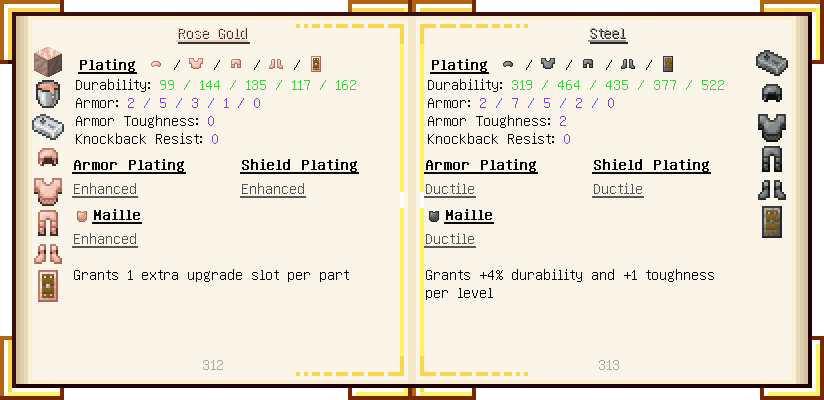 Rose Gold
Plating / / / /
Durability: 99 / 144 / 135 / 117 / 162
Armor: 2 / 5 / 3 / 1 / 0
Armor Toughness: 0
Knockback Resist: 0
Armor Plating Shield Plating
Enhanced Enhanced
Maille
Enhanced
Grants 1 extra upgrade slot per part
312
Steel
Plating / / / /
Durability: 319 / 464 / 435 / 377 / 522
Armor: 2 / 7 / 5 / 2 / 0
Armor Toughness: 2
Knockback Resist: 0
Armor Plating Shield Plating
Ductile Ductile
Maille
Ductile
Grants +4% durability and +1 toughness
per level
313